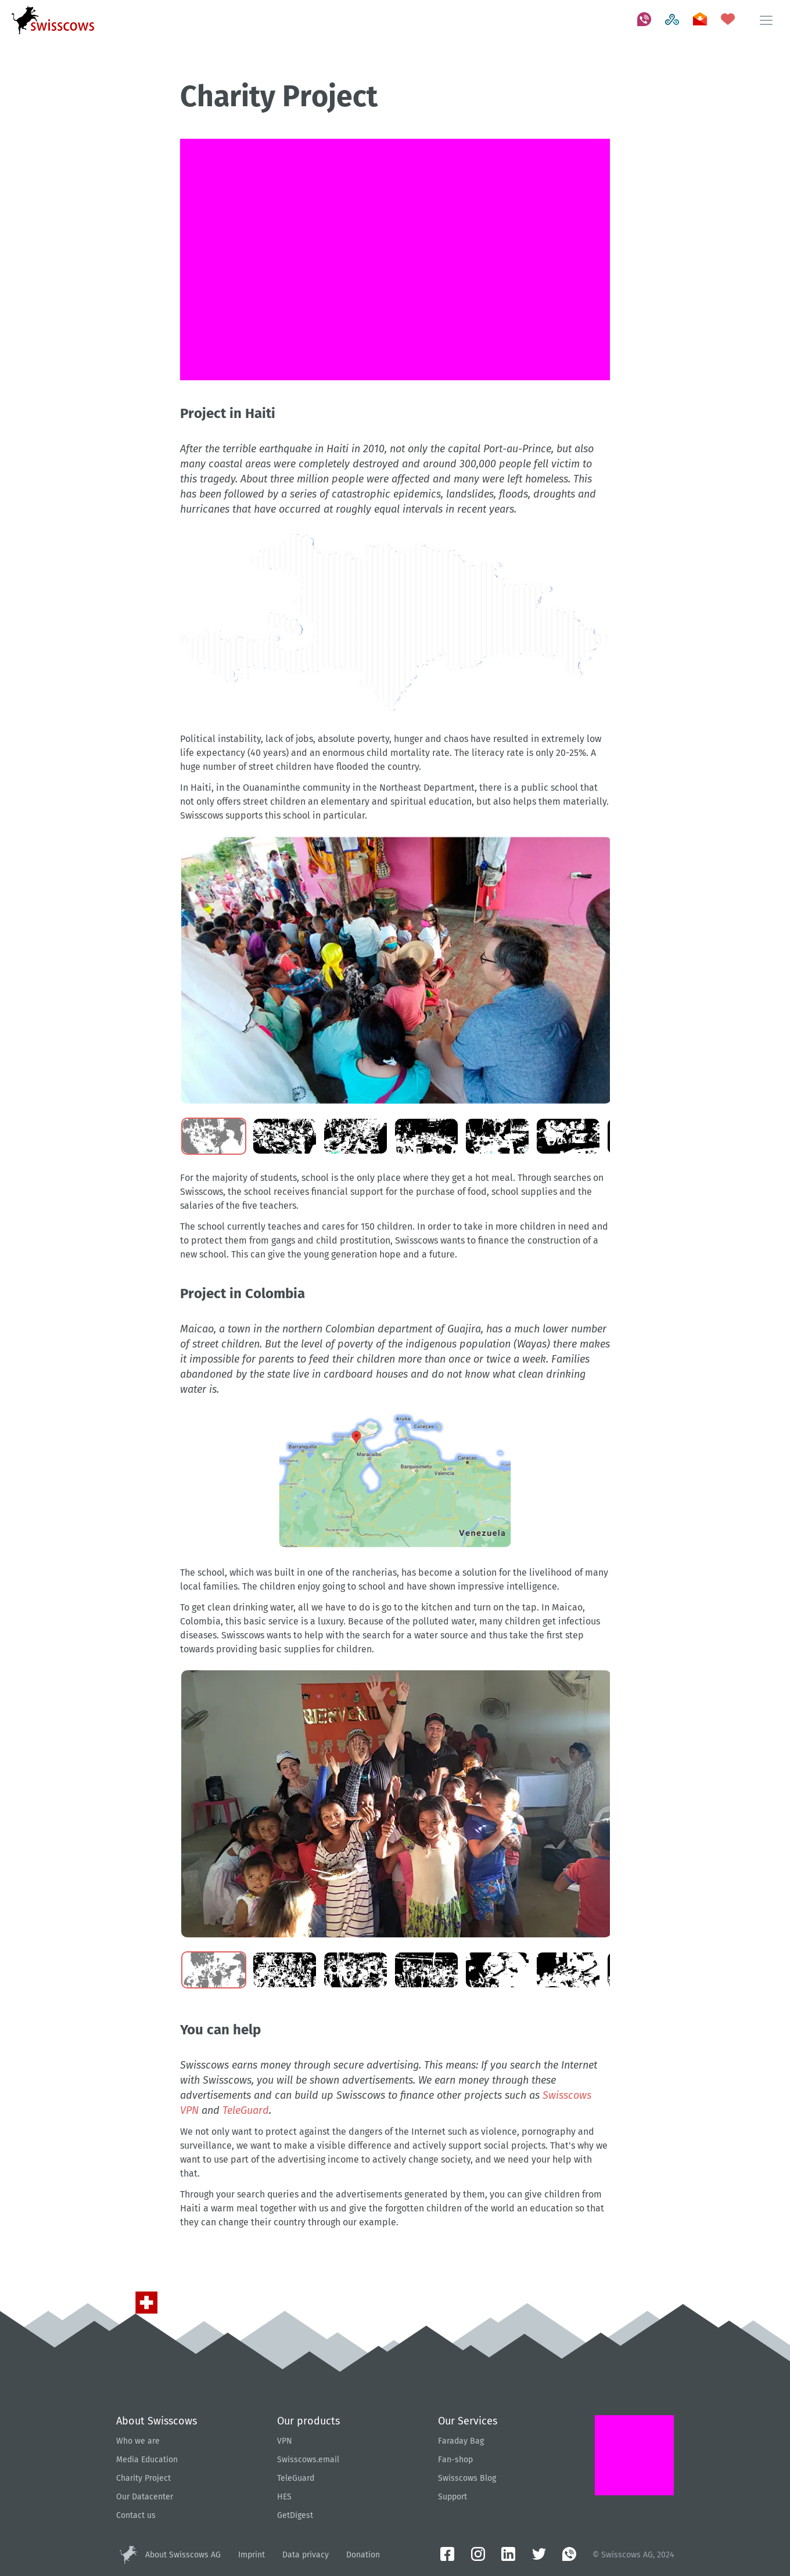 swisscows
Charity Project
Project in Haiti
After the terrible earthquake in Haiti in 2010, not only the capital Port-au-Prince, but also
many coastal areas were completely destroyed and around 300,000 people fell victim to
this tragedy. About three million people were affected and many were left homeless. This
has been followed by a series of catastrophic epidemics, landslides, floods, droughts and
hurricanes that have occurred at roughly equal intervals in recent years.
Political instability, lack of jobs, absolute poverty, hunger and chaos have resulted in extremely low
life expectancy (40 years) and an enormous child mortality rate. The literacy rate is only 20-25%. A
huge number of street children have flooded the country.
In Haiti, in the Ouanaminthe community in the Northeast Department, there is a public school that
not only offers street children an elementary and spiritual education, but also helps them materially.
Swisscows supports this school in particular.
For the majority of students, school is the only place where they get a hot meal. Through searches on
Swisscows, the school receives financial support for the purchase of food, school supplies and the
salaries of the five teachers.
The school currently teaches and cares for 150 children. In order to take in more children in need and
to protect them from gangs and child prostitution, Swisscows wants to finance the construction of a
new school. This can give the young generation hope and a future.
Project in Colombia
Maicao, a town in the northern Colombian department of Guajira, has a much lower number
of street children. But the level of poverty of the indigenous population (Wayas) there makes
it impossible for parents to feed their children more than once or twice a week. Families
abandoned by the state live in cardboard houses and do not know what clean drinking
water is.
Aruba
Curaçao
Barranquilla
Maracaibo
Caracas
Barquisimeto
Valencia
Bucaramanga
Venezuela
The school, which was built in one of the rancherias, has become a solution for the livelihood of many
local families. The children enjoy going to school and have shown impressive intelligence.
To get clean drinking water, all we have to do is go to the kitchen and turn on the tap. In Maicao,
Colombia, this basic service is a luxury. Because of the polluted water, many children get infectious
diseases. Swisscows wants to help with the search for a water source and thus take the first step
towards providing basic supplies for children.
You can help
Swisscows earns money through secure advertising. This means: If you search the Internet
with Swisscows, you will be shown advertisements. We earn money through these
advertisements and can build up Swisscows to finance other projects such as Swisscows
VPN and TeleGuard.
We not only want to protect against the dangers of the Internet such as violence, pornography and
surveillance, we want to make a visible difference and actively support social projects. That's why we
want to use part of the advertising income to actively change society, and we need your help with
that.
Through your search queries and the advertisements generated by them, you can give children from
Haiti a warm meal together with us and give the forgotten children of the world an education so that
they can change their country through our example.
About Swisscows
Who we are
Media Education
Charity Project
Our Datacenter
Contact us
Our products
VPN
Swisscows.email
TeleGuard
HES
GetDigest
Our Services
Faraday Bag
Fan-shop
Swisscows Blog
Support
About Swisscows AG Imprint Data privacy Donation © Swisscows AG, 2024